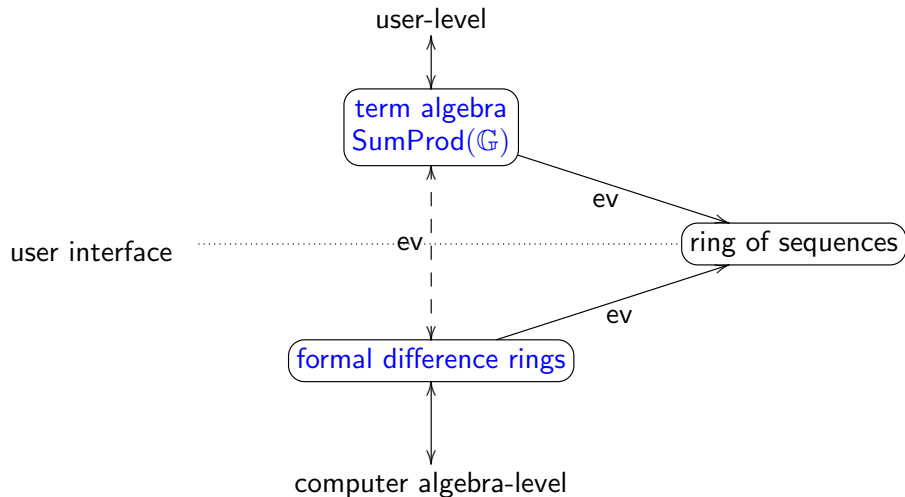 user-level
term algebra
SumProd(𝔾)
ev
ring of sequences
ev
user interface
ev
formal difference rings
computer algebra-level